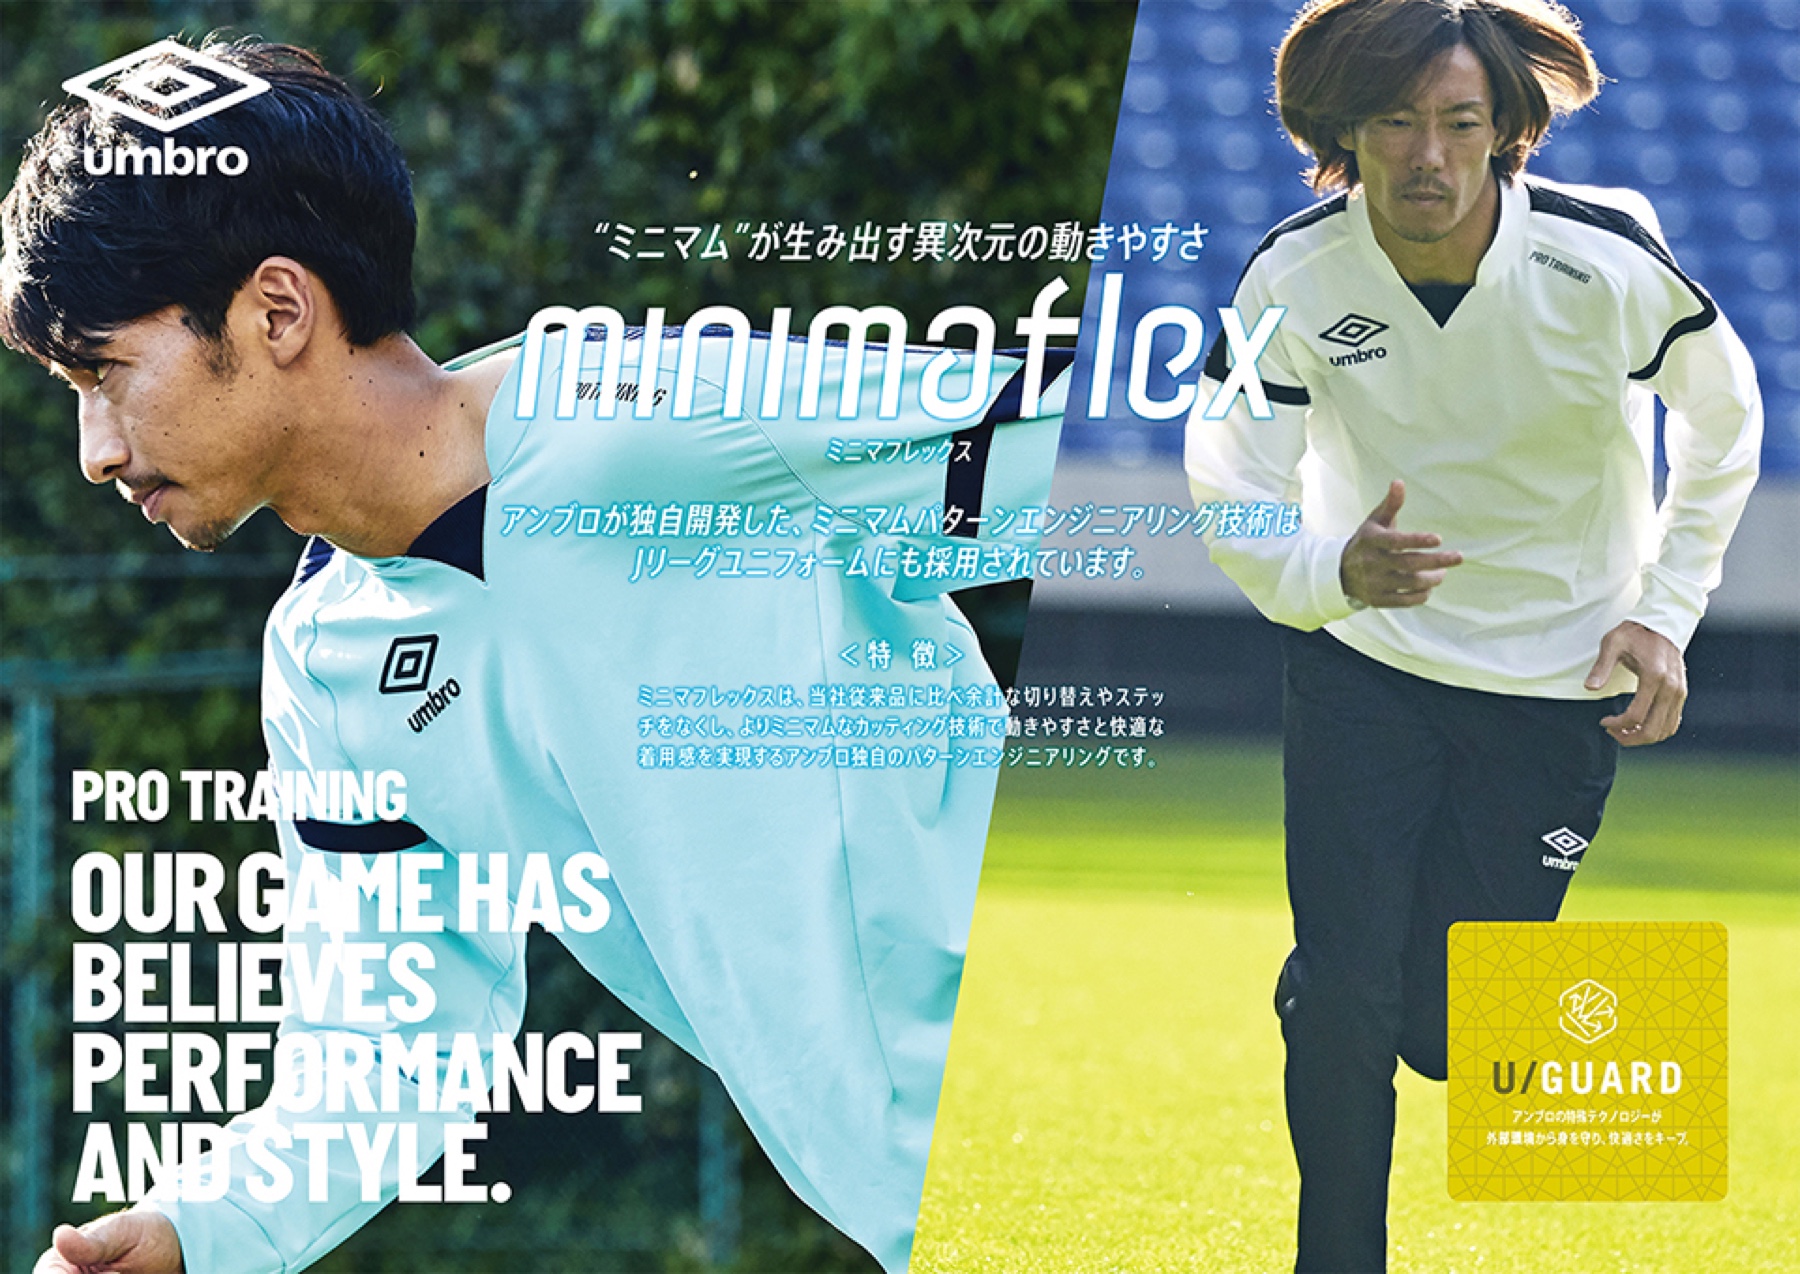 umbro
“ミニマム”が生み出す異次元の動きやすさ
minimaflex
ミニマフレックス
アンブロが独自開発した、ミニマムパターンエンジニアリング技術は
Jリーグユニフォームにも採用されています。
＜特 徴＞
ミニマフレックスは、当社従来品に比べ余計な切り替えやステッ
チをなくし、よりミニマムなカッティング技術で動きやすさと快適な
着用感を実現するアンブロ独自のパターンエンジニアリングです。
PRO TRAINING
umbro
PRO TRAINING
umbro
umbro
PRO TRAINING
OUR GAME HAS
BELIEVES
PERFORMANCE
AND STYLE.
U/GUARD
アンブロの特殊テクノロジーが
外部環境から身を守り、快適さをキープ。